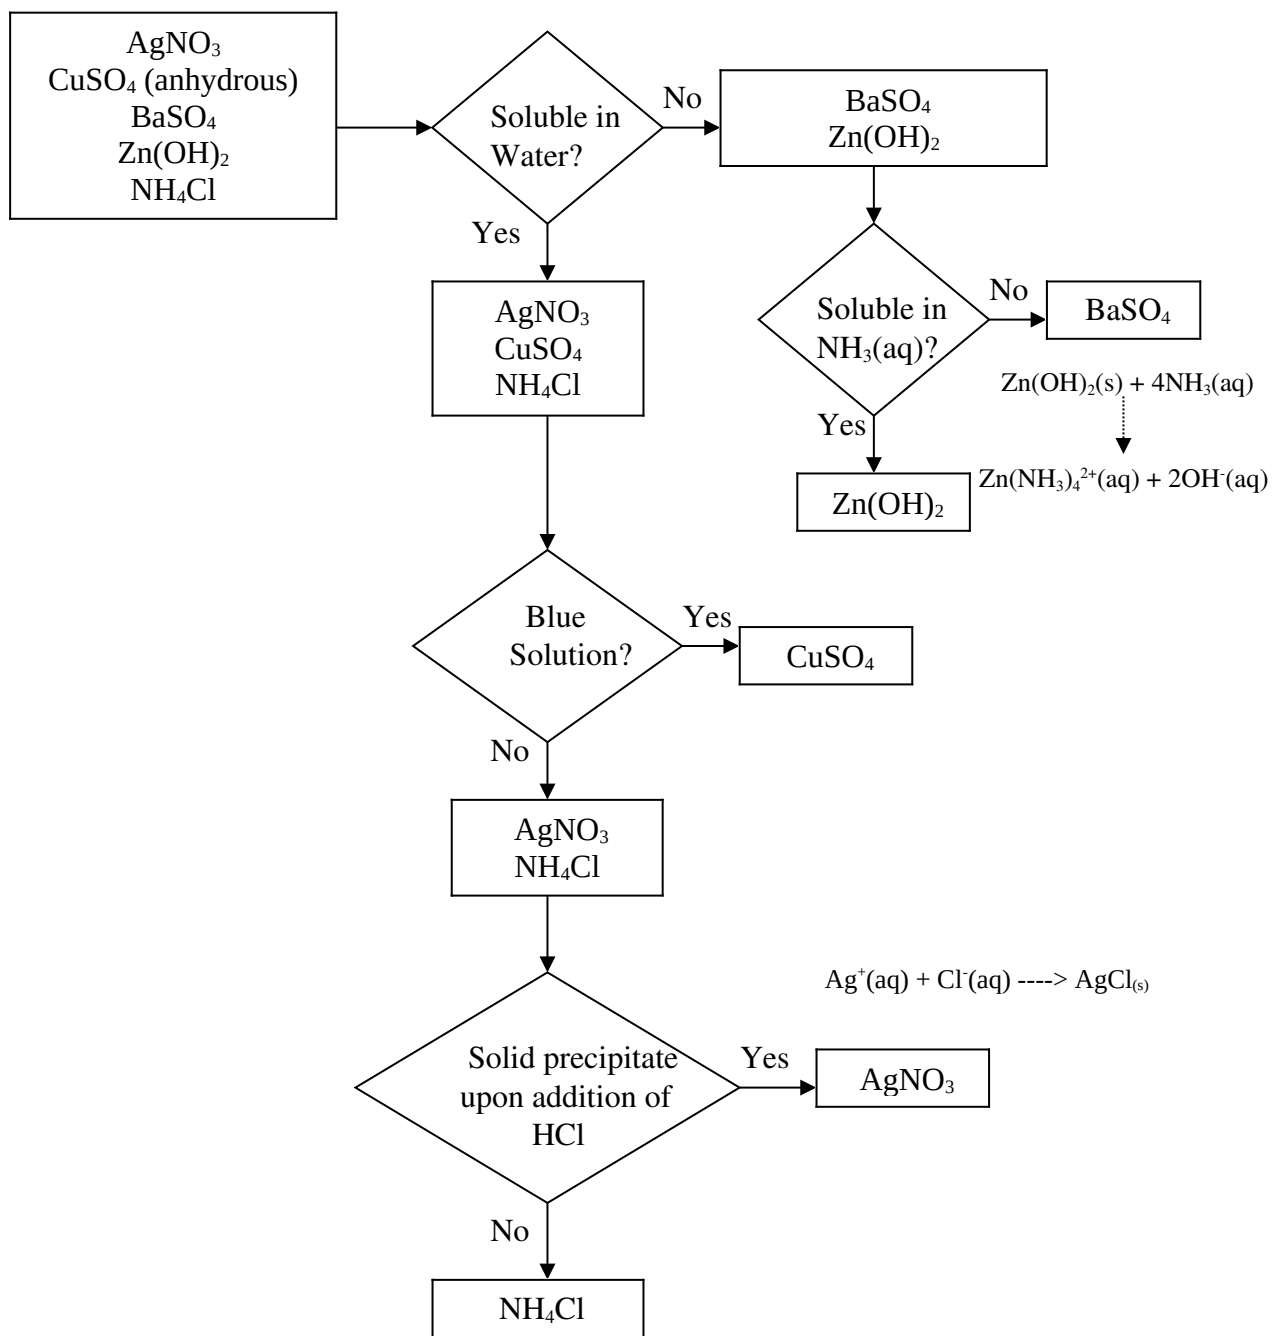 AgNO₃
CuSO₄ (anhydrous)
BaSO₄
Zn(OH)₂
NH₄Cl
Soluble in
Water?
No
BaSO₄
Zn(OH)₂
Yes
AgNO₃
CuSO₄
NH₄Cl
Soluble in
NH₃(aq)?
No
BaSO₄
Zn(OH)₂(s) + 4NH₃(aq)
Zn(NH₃)₄²⁺(aq) + 2OH⁻(aq)
Yes
Zn(OH)₂
Blue
Solution?
Yes
CuSO₄
No
AgNO₃
NH₄Cl
Ag⁺(aq) + Cl⁻(aq) ----> AgCl₍s₎
Solid precipitate
upon addition of
HCl
Yes
AgNO₃
No
NH₄Cl